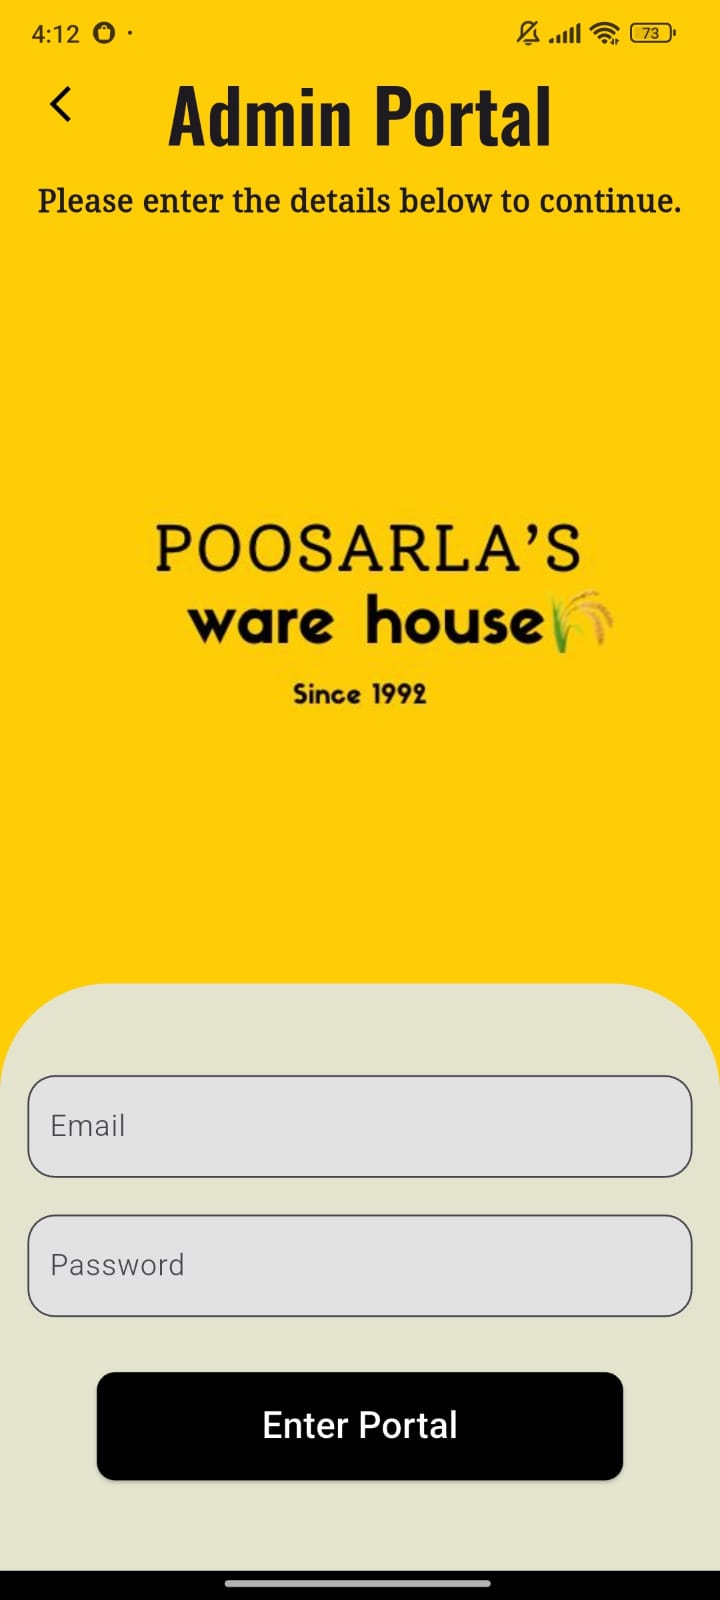 4:12
73
Admin Portal
Please enter the details below to continue.
POOSARLA’S
ware house
Since 1992
Email
Password
Enter Portal